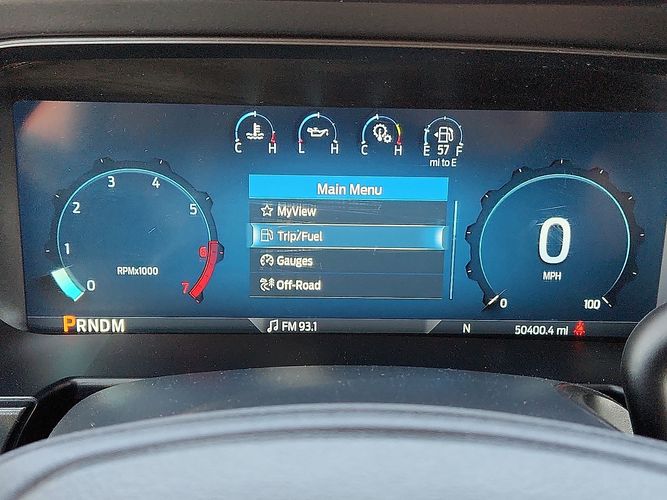 C H
L H
C H
E 57 F
mi to E
Main Menu
MyView
Trip/Fuel
Gauges
Off-Road
0
1
2
3
4
5
6
7
RPMx1000
0
MPH
0
100
PRNDM
FM 93.1
N
50400.4 mi